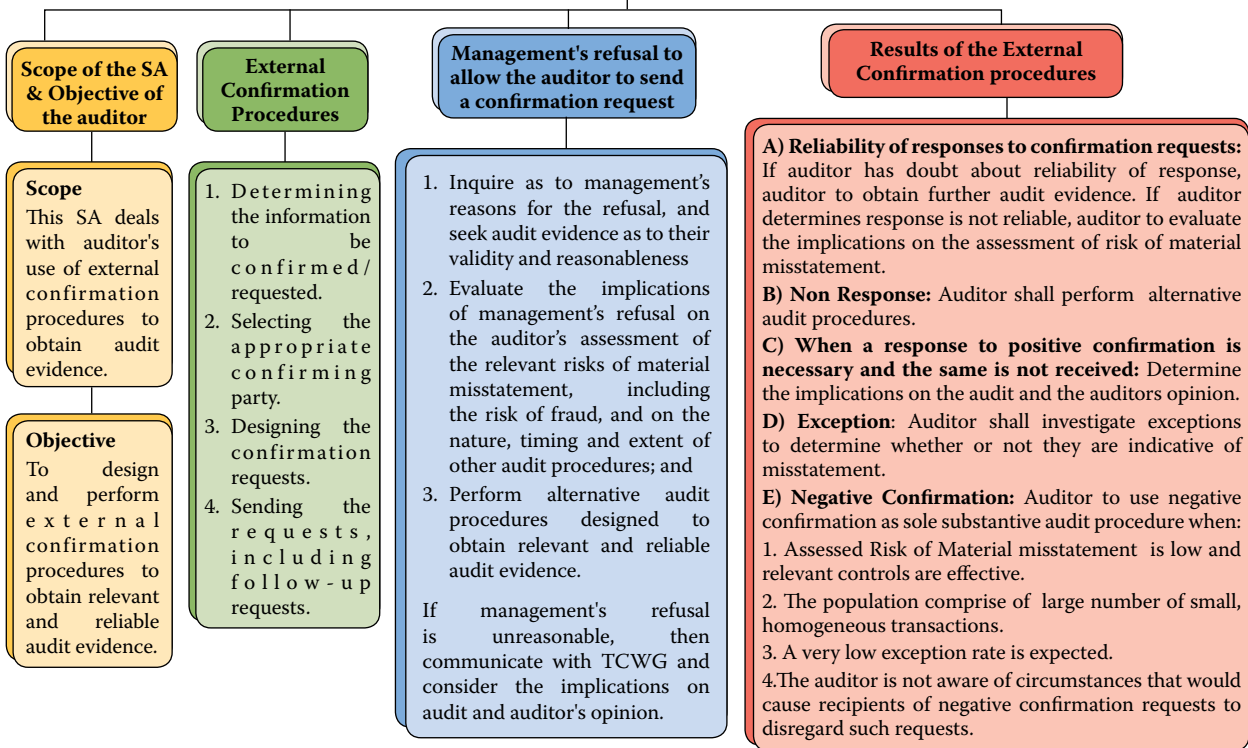 Scope of the SA
& Objective of
the auditor
Scope
This SA deals
with auditor's
use of external
confirmation
procedures to
obtain audit
evidence.
Objective
To design
and perform
external
confirmation
procedures to
obtain relevant
and reliable
audit evidence.
External
Confirmation
Procedures
1. Determining
the information
to be
confirmed/
requested.
2. Selecting the
appropriate
confirming
party.
3. Designing the
confirmation
requests.
4. Sending the
requests,
including
follow-up
requests.
Management's refusal to
allow the auditor to send
a confirmation request
1. Inquire as to management's
reasons for the refusal, and
seek audit evidence as to their
validity and reasonableness
2. Evaluate the implications
of management's refusal on
the auditor's assessment of
the relevant risks of material
misstatement, including
the risk of fraud, and on the
nature, timing and extent of
other audit procedures; and
3. Perform alternative audit
procedures designed to
obtain relevant and reliable
audit evidence.
If management's refusal
is unreasonable, then
communicate with TCWG and
consider the implications on
audit and auditor's opinion.
Results of the External
Confirmation procedures
A) Reliability of responses to confirmation requests:
If auditor has doubt about reliability of response,
auditor to obtain further audit evidence. If auditor
determines response is not reliable, auditor to evaluate
the implications on the assessment of risk of material
misstatement.
B) Non Response: Auditor shall perform alternative
audit procedures.
C) When a response to positive confirmation is
necessary and the same is not received: Determine
the implications on the audit and the auditors opinion.
D) Exception: Auditor shall investigate exceptions
to determine whether or not they are indicative of
misstatement.
E) Negative Confirmation: Auditor to use negative
confirmation as sole substantive audit procedure when:
1. Assessed Risk of Material misstatement is low and
relevant controls are effective.
2. The population comprise of large number of small,
homogeneous transactions.
3. A very low exception rate is expected.
4.The auditor is not aware of circumstances that would
cause recipients of negative confirmation requests to
disregard such requests.